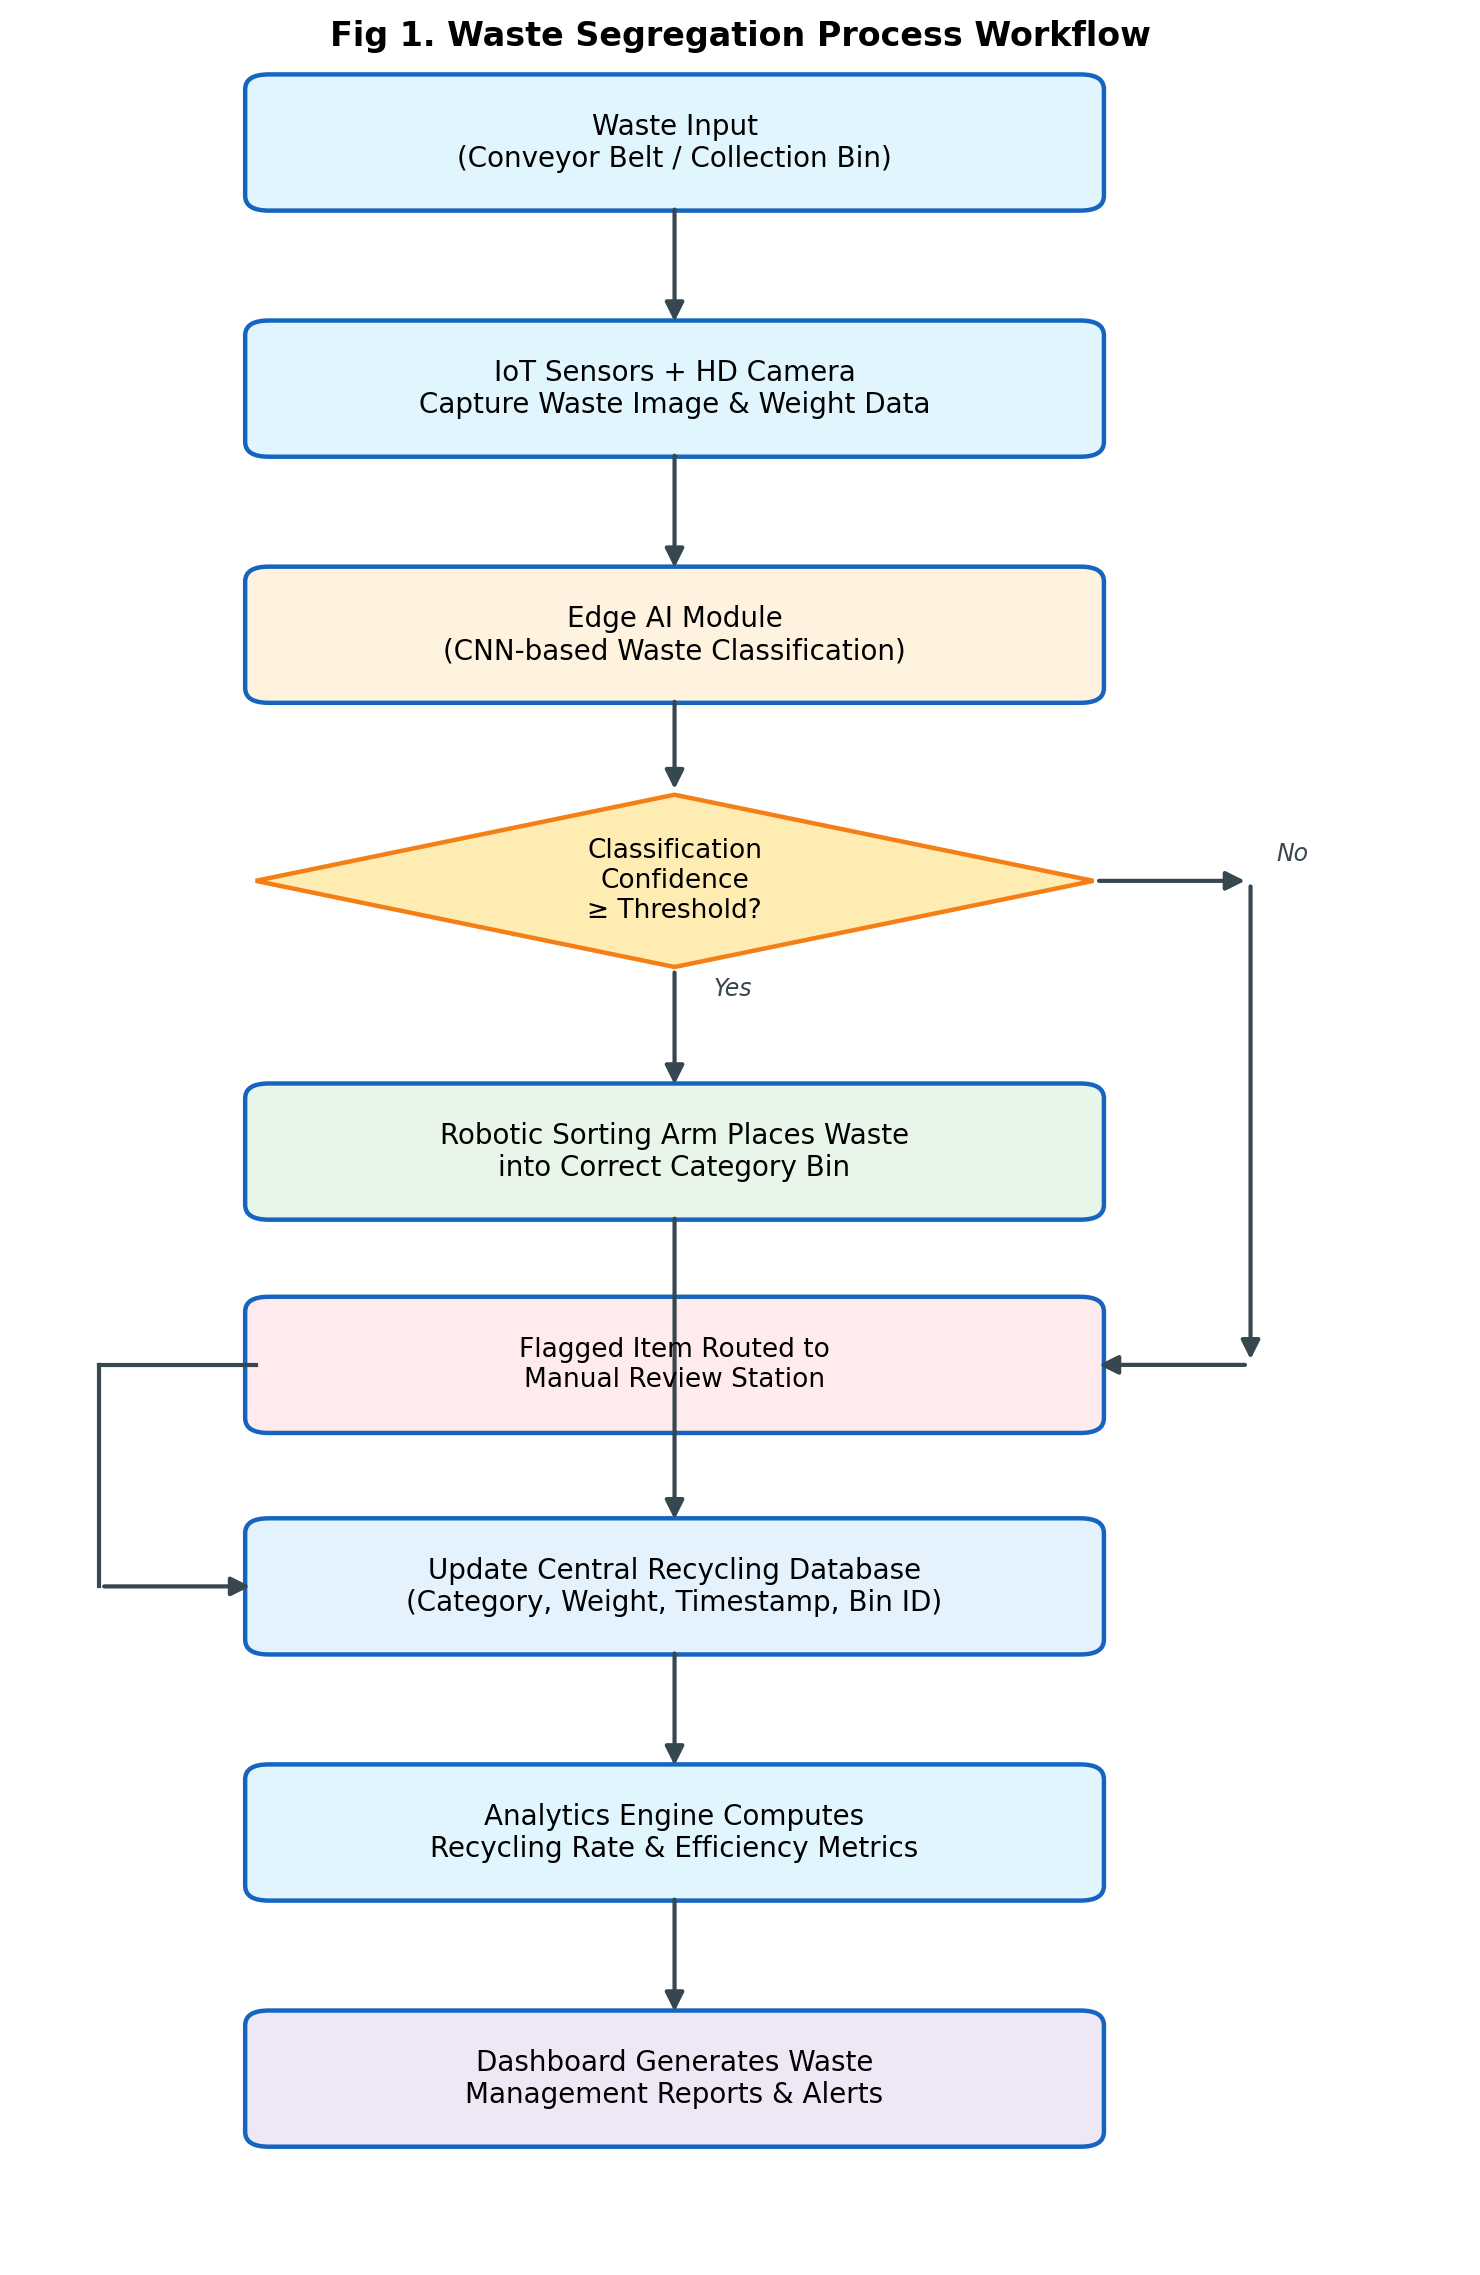 Fig 1. Waste Segregation Process Workflow
Waste Input
(Conveyor Belt / Collection Bin)
IoT Sensors + HD Camera
Capture Waste Image & Weight Data
Edge AI Module
(CNN-based Waste Classification)
Classification
Confidence
≥ Threshold?
No
Yes
Robotic Sorting Arm Places Waste
into Correct Category Bin
Flagged Item Routed to
Manual Review Station
Update Central Recycling Database
(Category, Weight, Timestamp, Bin ID)
Analytics Engine Computes
Recycling Rate & Efficiency Metrics
Dashboard Generates Waste
Management Reports & Alerts